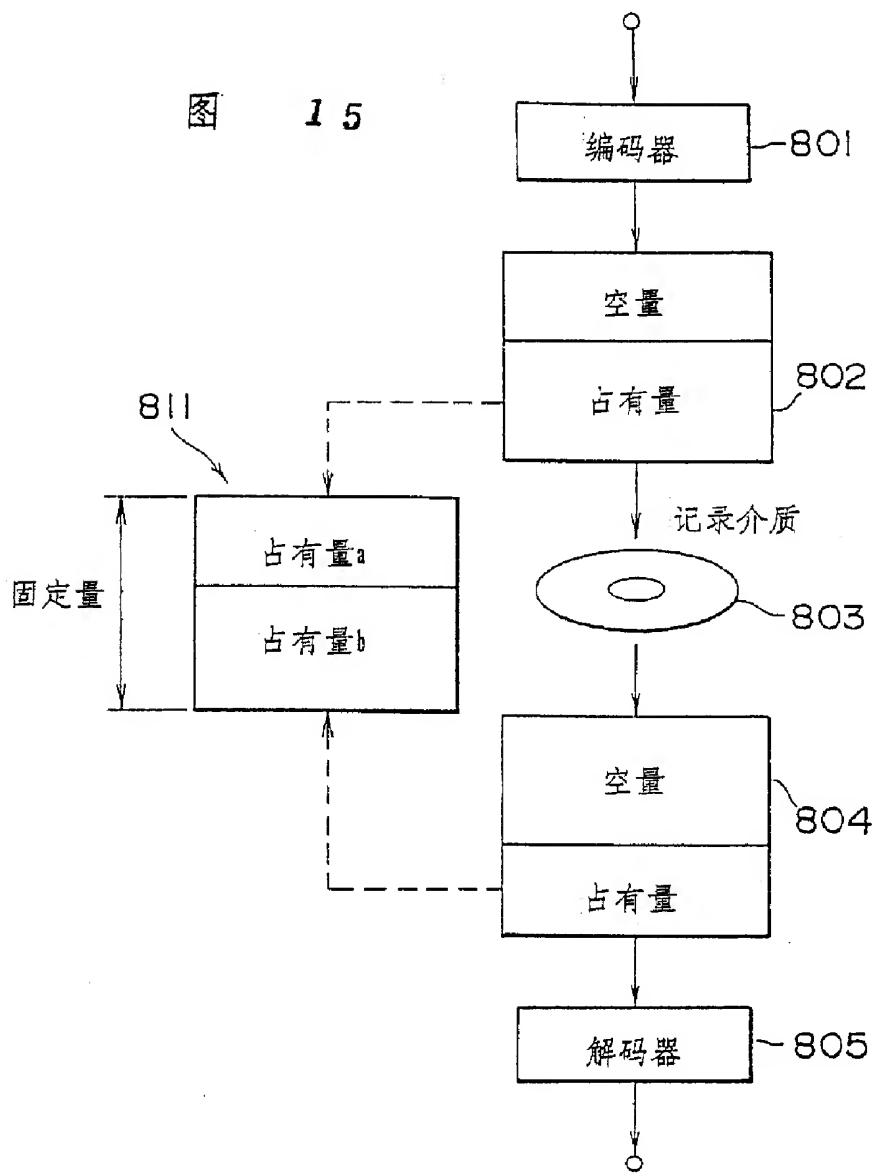 图 15
编码器
801
空量
占有量
802
811
占有量a
占有量b
固定量
记录介质
803
空量
804
占有量
解码器
805